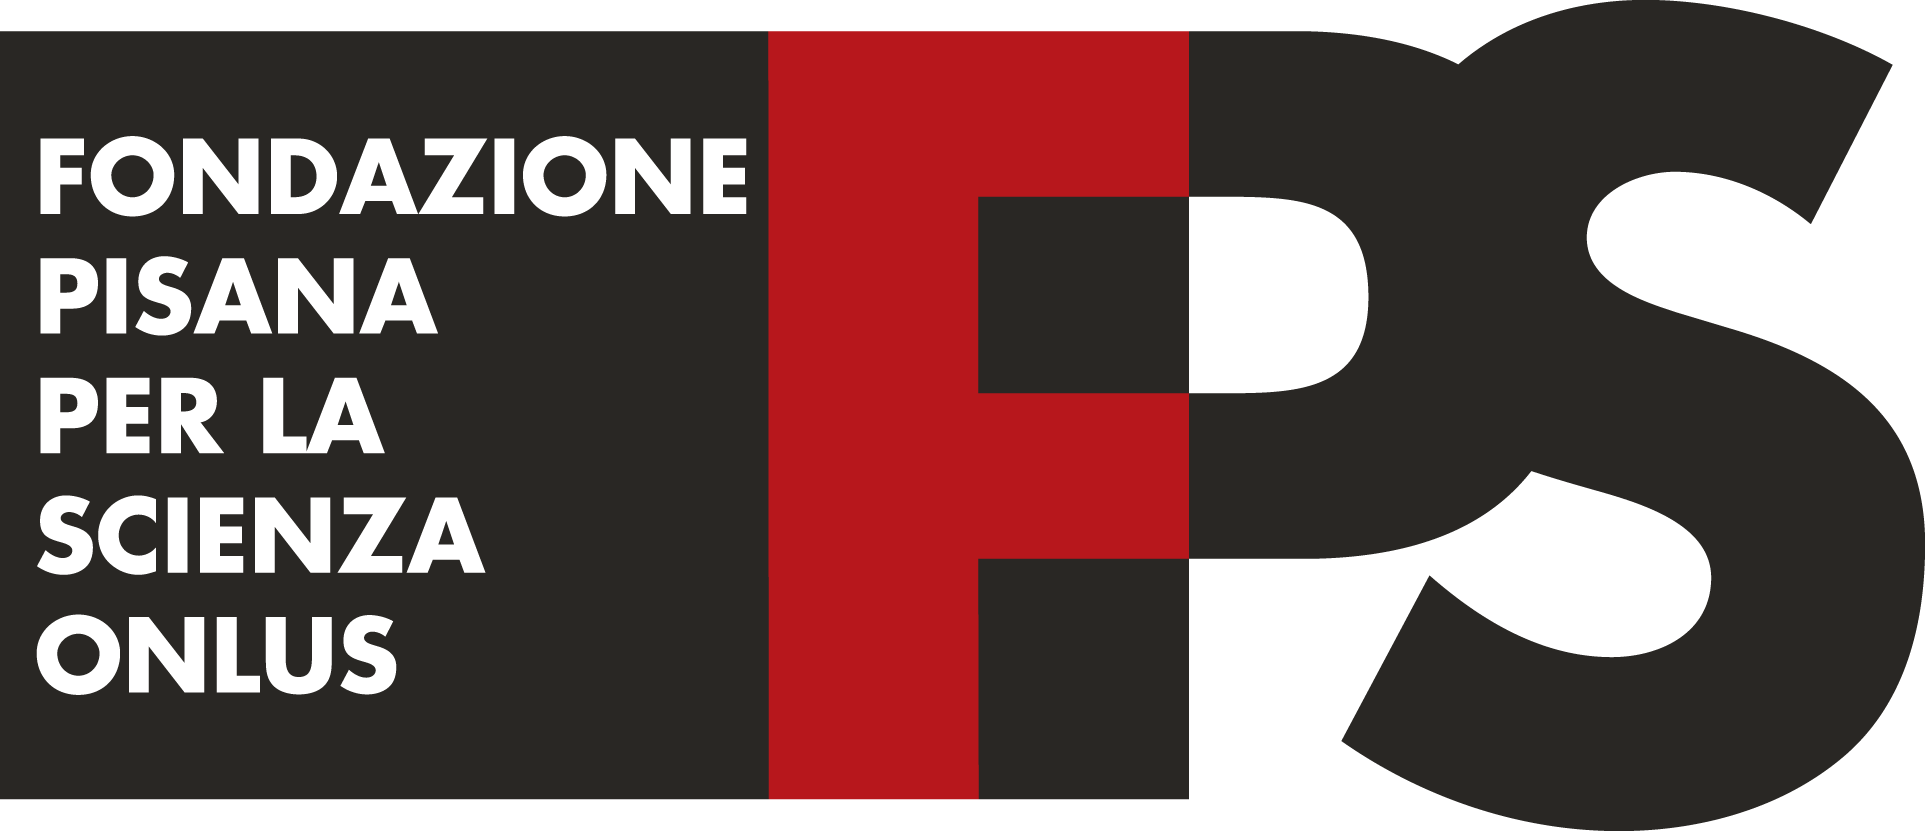 FONDAZIONE
PISANA
PER LA
SCIENZA
ONLUS
FPS